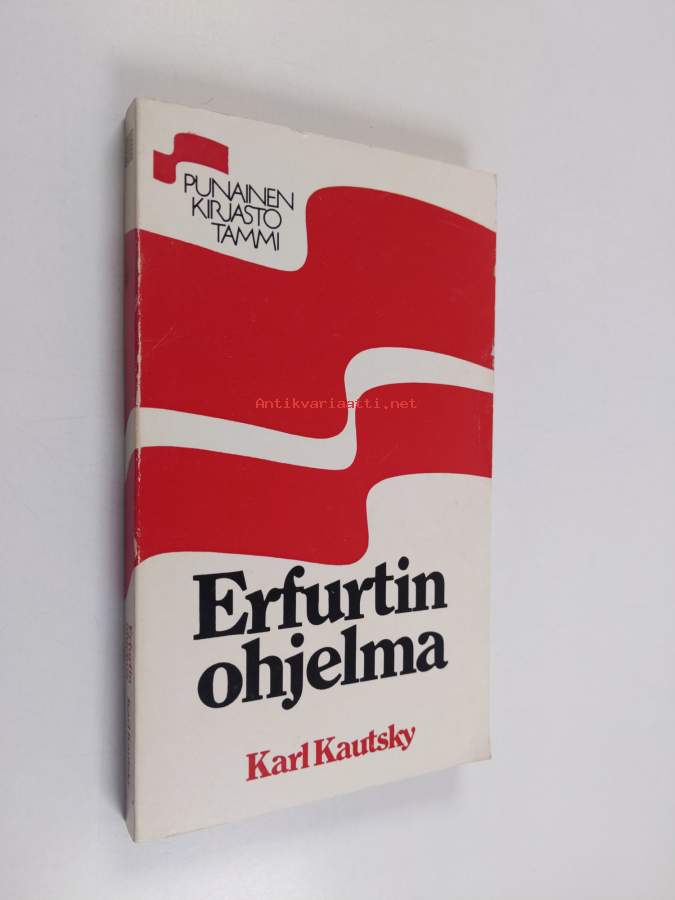 PUNAINEN
KIRJASTO
TAMMI
Antikvariaatti.net
Erfurtin
ohjelma
Karl Kautsky